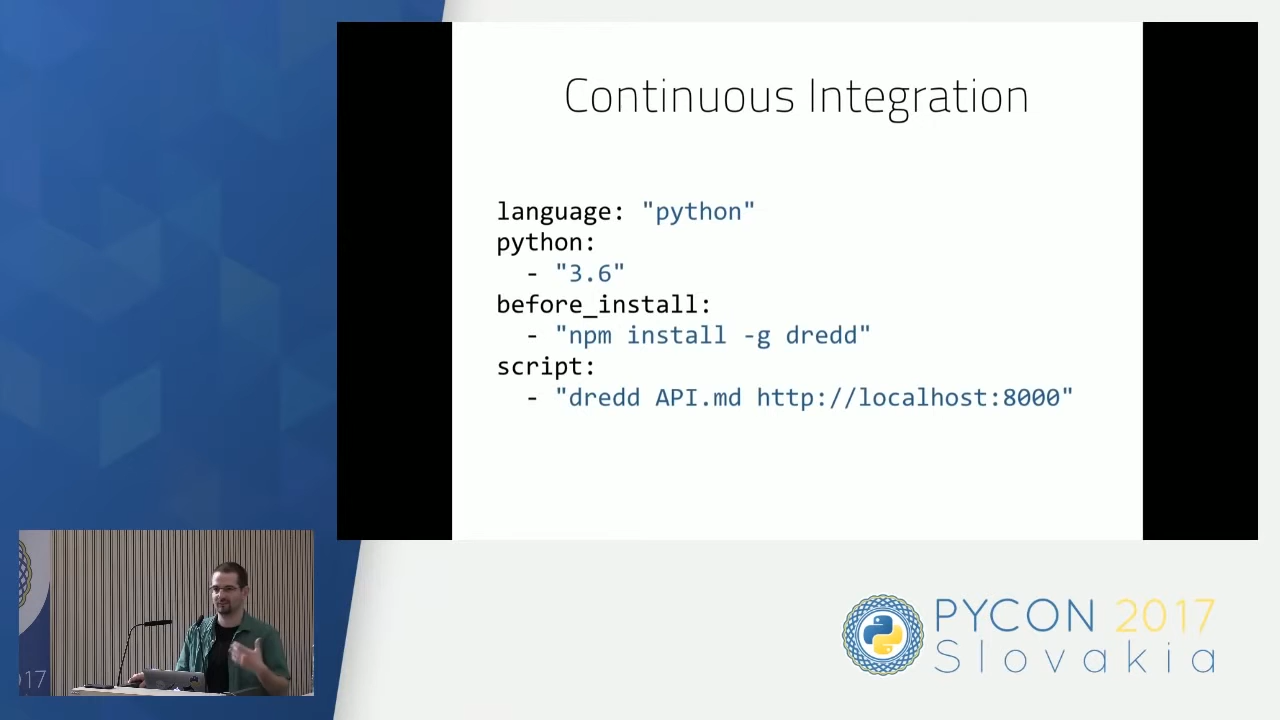 Continuous Integration
language: "python"
python:
  - "3.6"
before_install:
  - "npm install -g dredd"
script:
  - "dredd API.md http://localhost:8000"
17
PYCON 2017
Slovakia